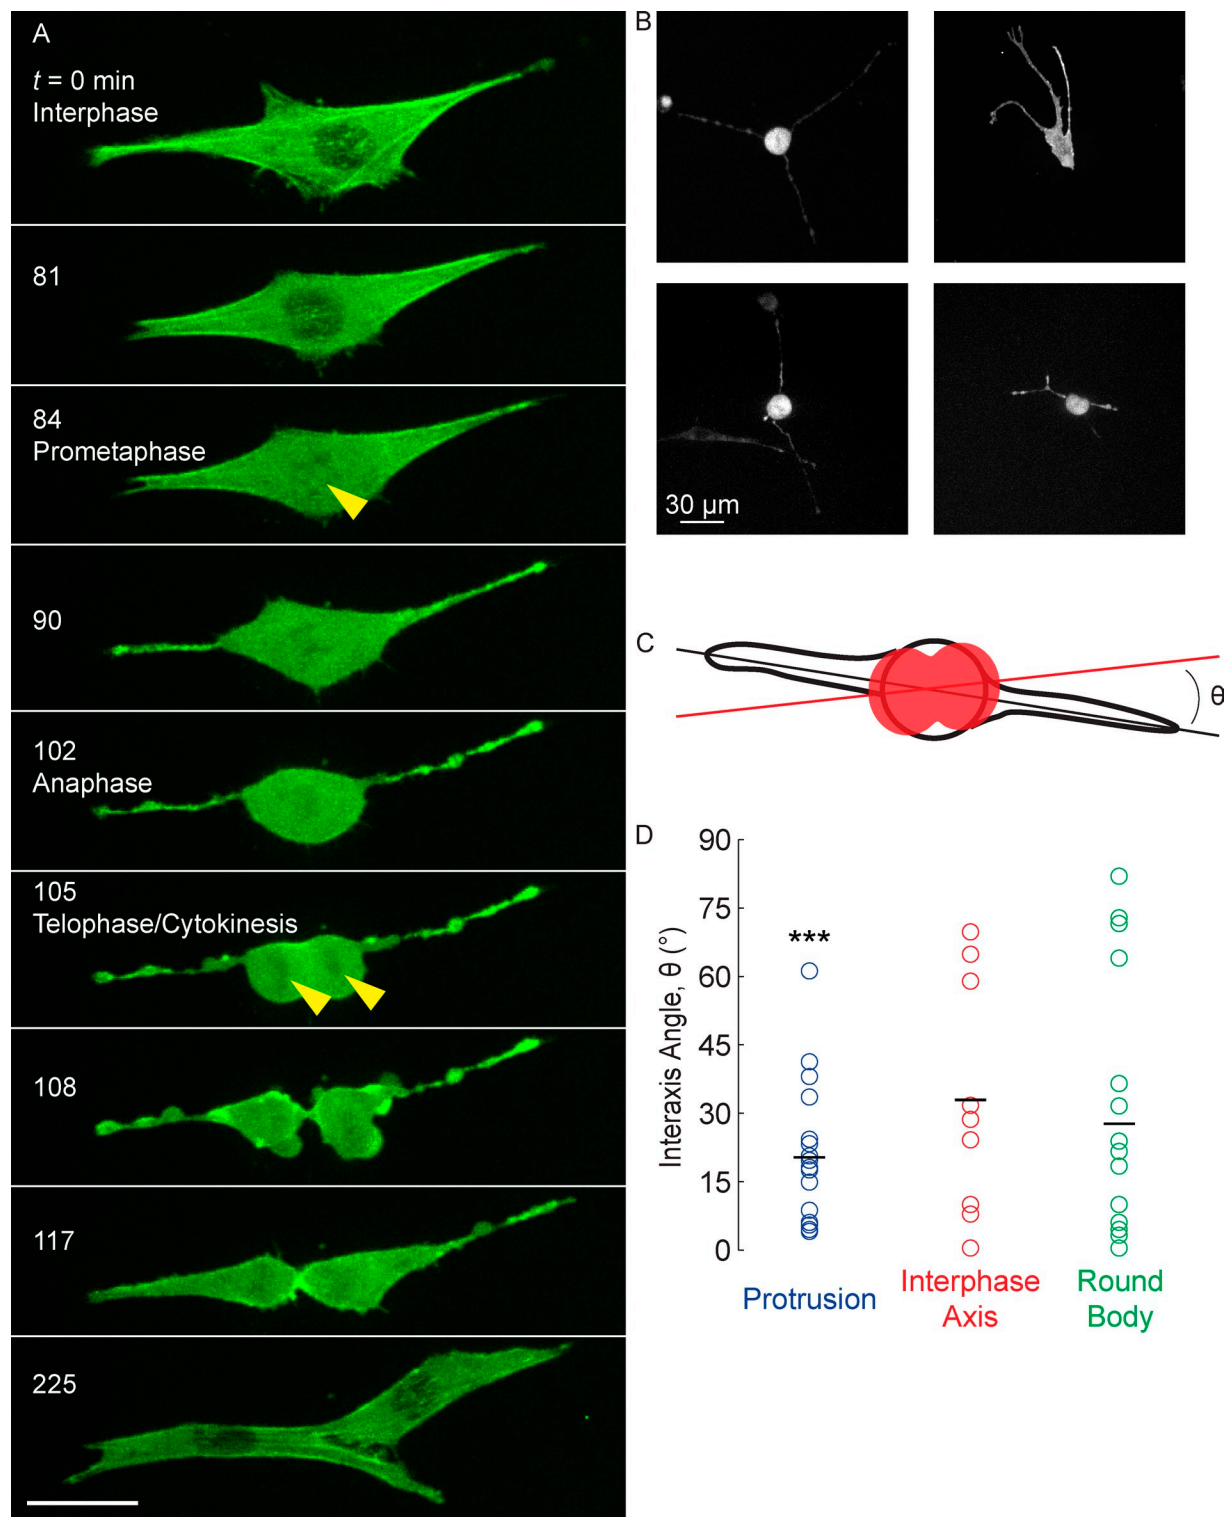 A
t = 0 min
Interphase
81
84
Prometaphase
90
102
Anaphase
105
Telophase/Cytokinesis
108
117
225
B
30 µm
C
θ
D
Interaxis Angle, θ (°)
90
75
60
45
30
15
0
***
Protrusion
Interphase
Axis
Round
Body